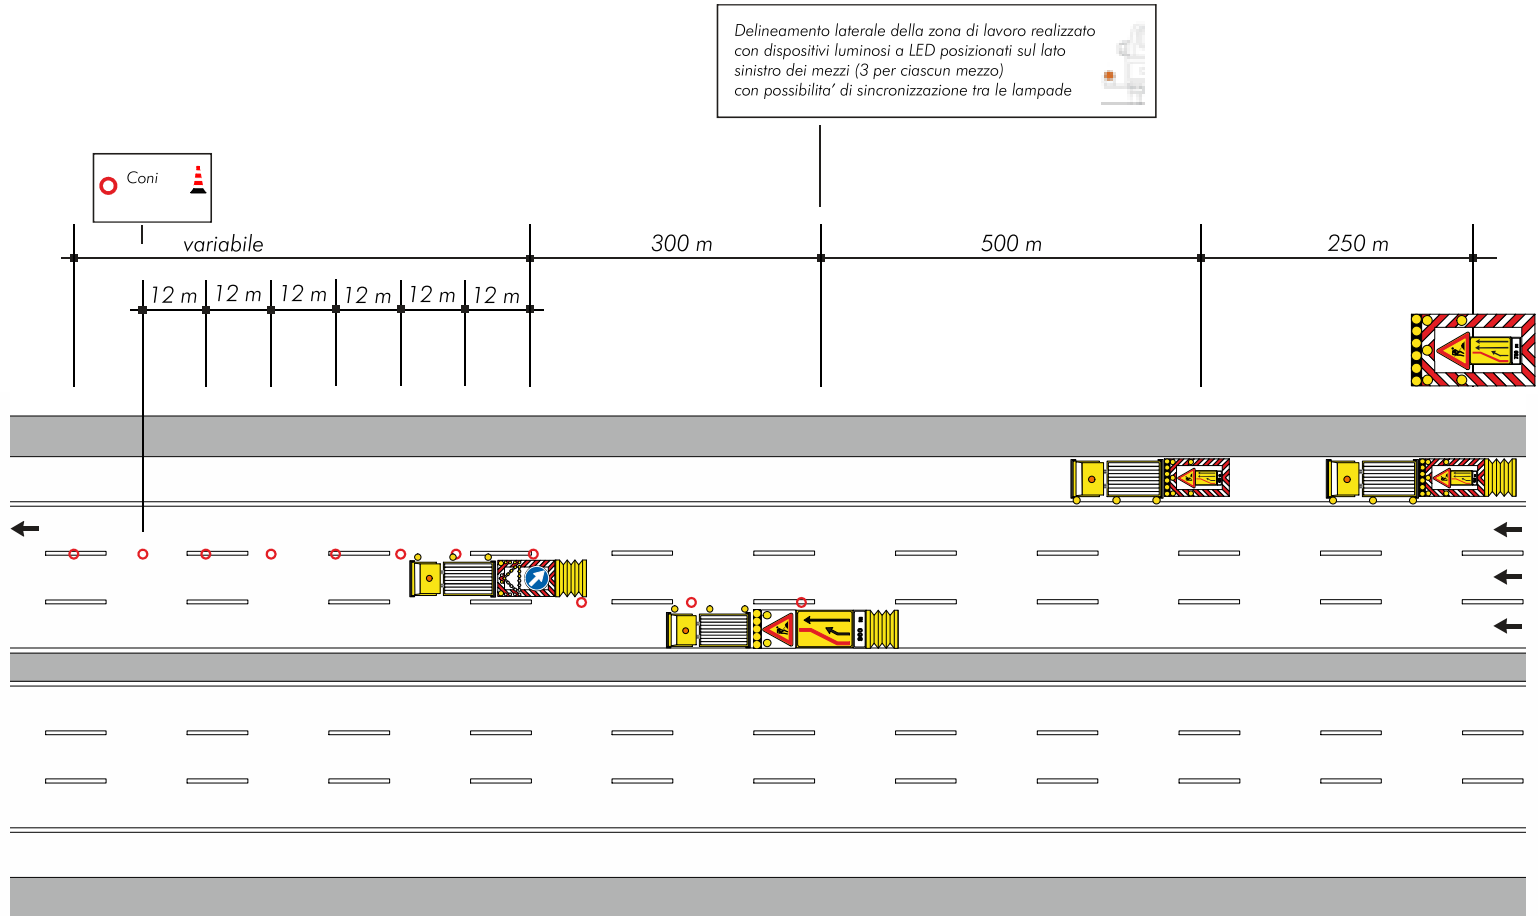 Delineamento laterale della zona di lavoro realizzato
con dispositivi luminosi a LED posizionati sul lato
sinistro dei mezzi (3 per ciascun mezzo)
con possibilita’ di sincronizzazione tra le lampade
Coni
variabile
300 m
500 m
250 m
12 m
12 m
12 m
12 m
12 m
12 m